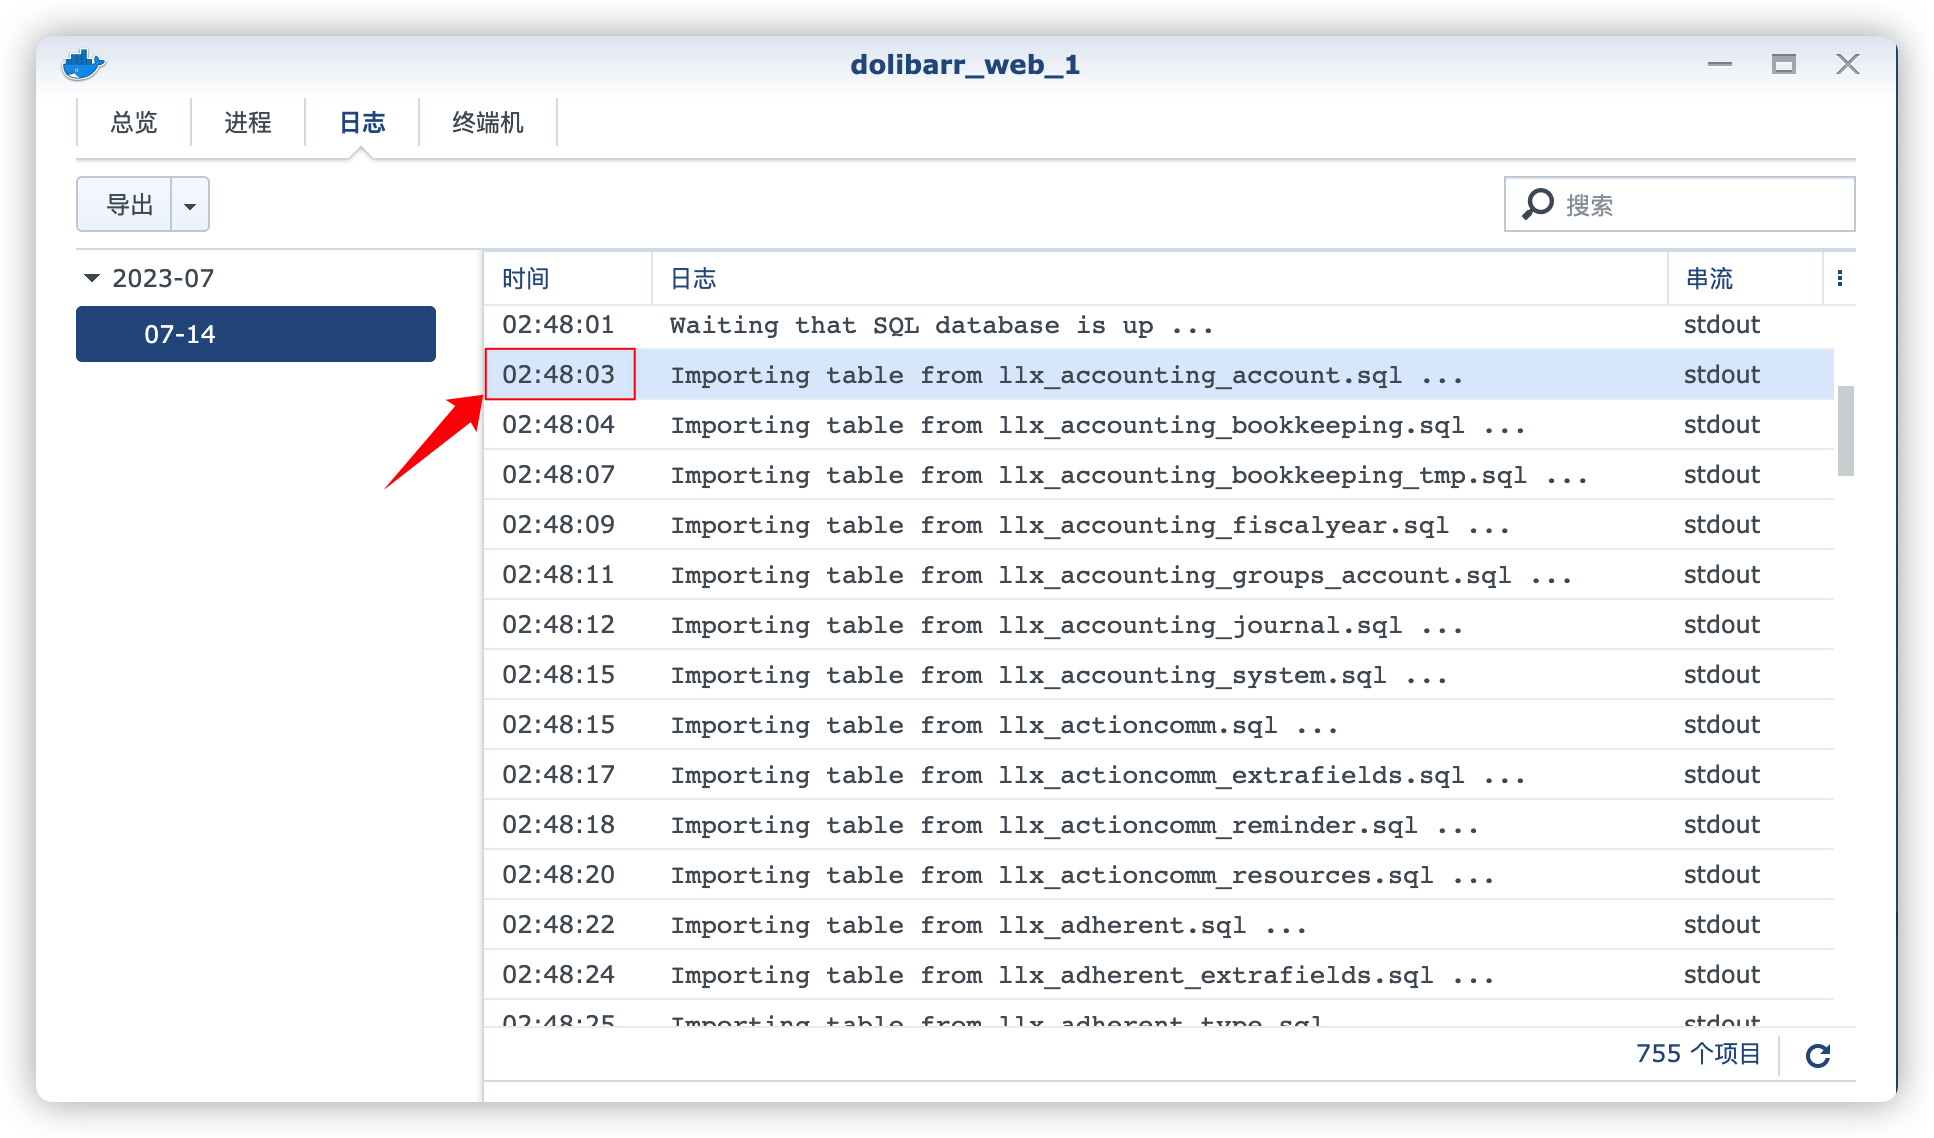 dolibarr_web_1
总览 进程 日志 终端机
导出 搜索
2023-07
07-14
时间 日志 串流
02:48:01 Waiting that SQL database is up ... stdout
02:48:03 Importing table from llx_accounting_account.sql ... stdout
02:48:04 Importing table from llx_accounting_bookkeeping.sql ... stdout
02:48:07 Importing table from llx_accounting_bookkeeping_tmp.sql ... stdout
02:48:09 Importing table from llx_accounting_fiscalyear.sql ... stdout
02:48:11 Importing table from llx_accounting_groups_account.sql ... stdout
02:48:12 Importing table from llx_accounting_journal.sql ... stdout
02:48:15 Importing table from llx_accounting_system.sql ... stdout
02:48:15 Importing table from llx_actioncomm.sql ... stdout
02:48:17 Importing table from llx_actioncomm_extrafields.sql ... stdout
02:48:18 Importing table from llx_actioncomm_reminder.sql ... stdout
02:48:20 Importing table from llx_actioncomm_resources.sql ... stdout
02:48:22 Importing table from llx_adherent.sql ... stdout
02:48:24 Importing table from llx_adherent_extrafields.sql ... stdout
02:48:25 Importing table from llx_adherent_type.sql stdout
755 个项目